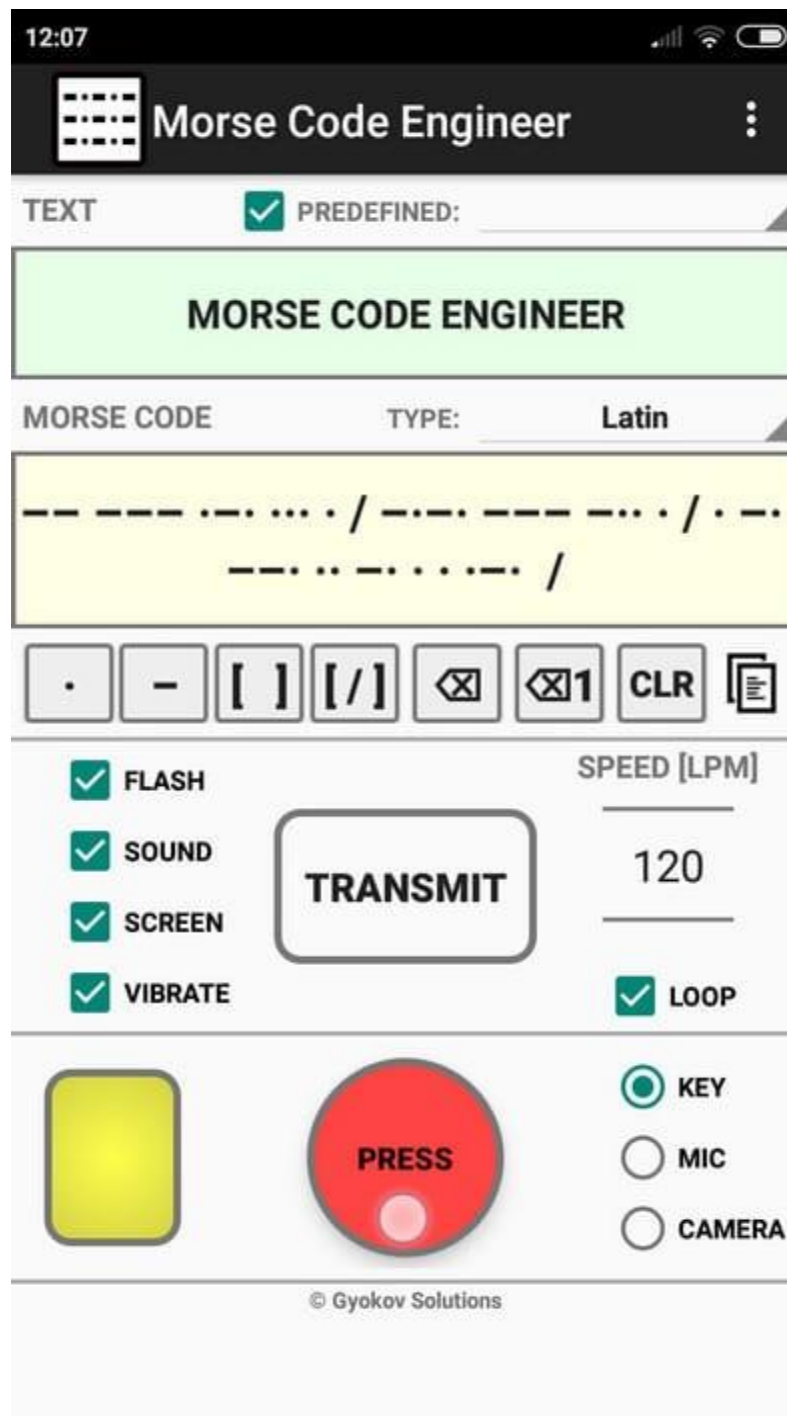 12:07
Morse Code Engineer
TEXT PREDEFINED:
MORSE CODE ENGINEER
MORSE CODE TYPE: Latin
−− −−− ·−· ··· · / −·−· −−− −·· · / · −·
−−· ·· −· · · ·−· /
· − [ ] [/] ⌫ ⌫1 CLR
FLASH
SPEED [LPM]
SOUND
TRANSMIT
120
SCREEN
VIBRATE
LOOP
KEY
PRESS
MIC
CAMERA
© Gyokov Solutions